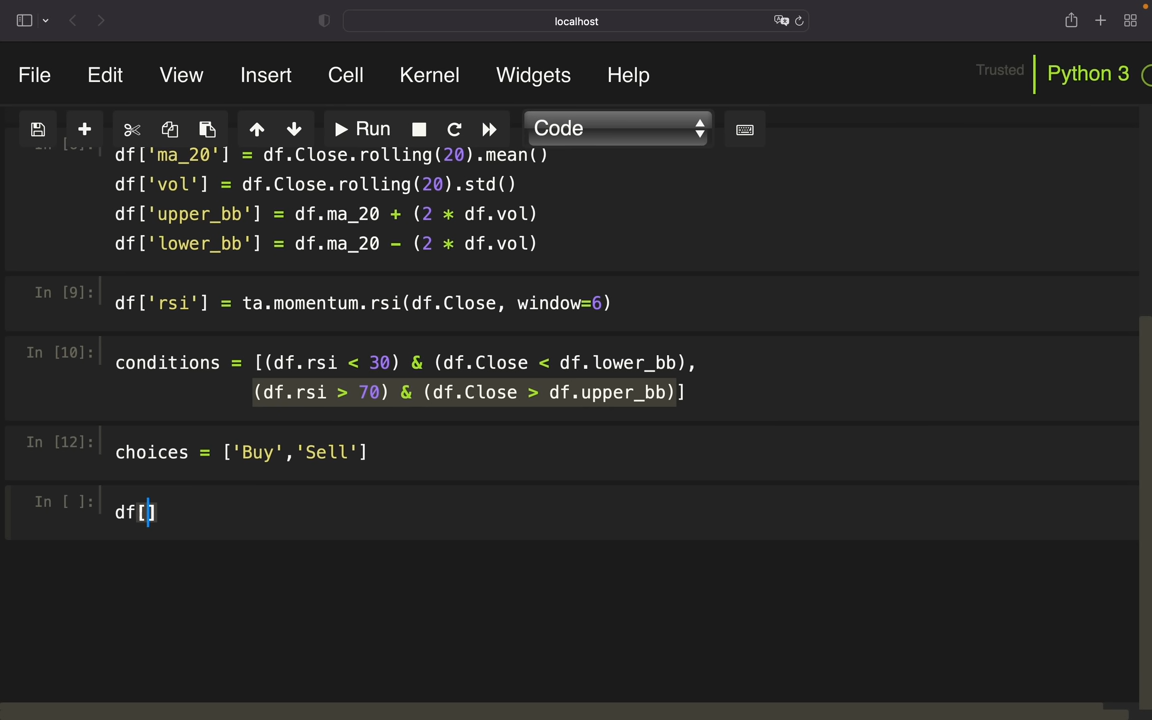 localhost
File Edit View Insert Cell Kernel Widgets Help Trusted Python 3
Run Code
df['ma_20'] = df.Close.rolling(20).mean()
df['vol'] = df.Close.rolling(20).std()
df['upper_bb'] = df.ma_20 + (2 * df.vol)
df['lower_bb'] = df.ma_20 - (2 * df.vol)
In [9]: df['rsi'] = ta.momentum.rsi(df.Close, window=6)
In [10]: conditions = [(df.rsi < 30) & (df.Close < df.lower_bb),
(df.rsi > 70) & (df.Close > df.upper_bb)]
In [12]: choices = ['Buy','Sell']
In [ ]: df[]